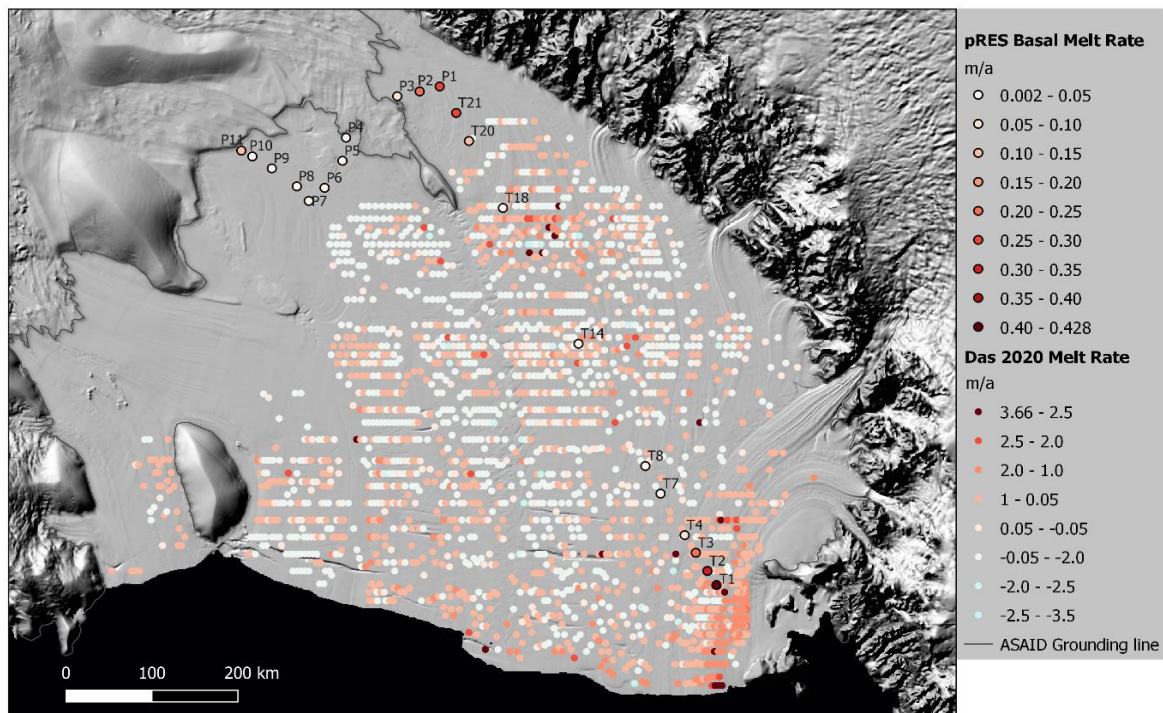 P1
P2
P3
T21
P4
T20
P11
P10
P5
P9
P8
P6
P7
T18
T14
T8
T7
T4
T3
T2
T1
0 100 200 km
pRES Basal Melt Rate
m/a
0.002 - 0.05
0.05 - 0.10
0.10 - 0.15
0.15 - 0.20
0.20 - 0.25
0.25 - 0.30
0.30 - 0.35
0.35 - 0.40
0.40 - 0.428
Das 2020 Melt Rate
m/a
3.66 - 2.5
2.5 - 2.0
2.0 - 1.0
1 - 0.05
0.05 - -0.05
-0.05 - -2.0
-2.0 - -2.5
-2.5 - -3.5
ASAID Grounding line